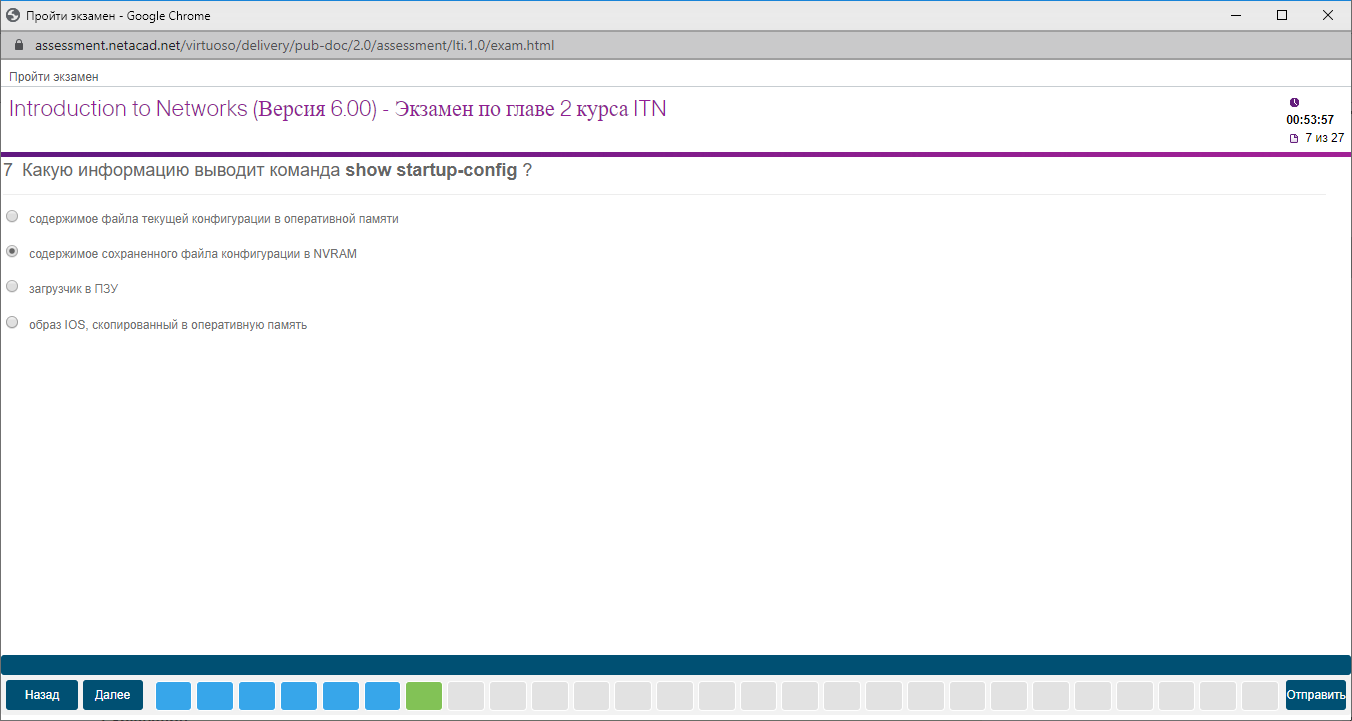 Пройти экзамен - Google Chrome
assessment.netacad.net/virtuoso/delivery/pub-doc/2.0/assessment/lti.1.0/exam.html
Пройти экзамен
Introduction to Networks (Версия 6.00) - Экзамен по главе 2 курса ITN
00:53:57
7 из 27
7 Какую информацию выводит команда show startup-config ?
содержимое файла текущей конфигурации в оперативной памяти
содержимое сохраненного файла конфигурации в NVRAM
загрузчик в ПЗУ
образ IOS, скопированный в оперативную память
Назад Далее Отправить